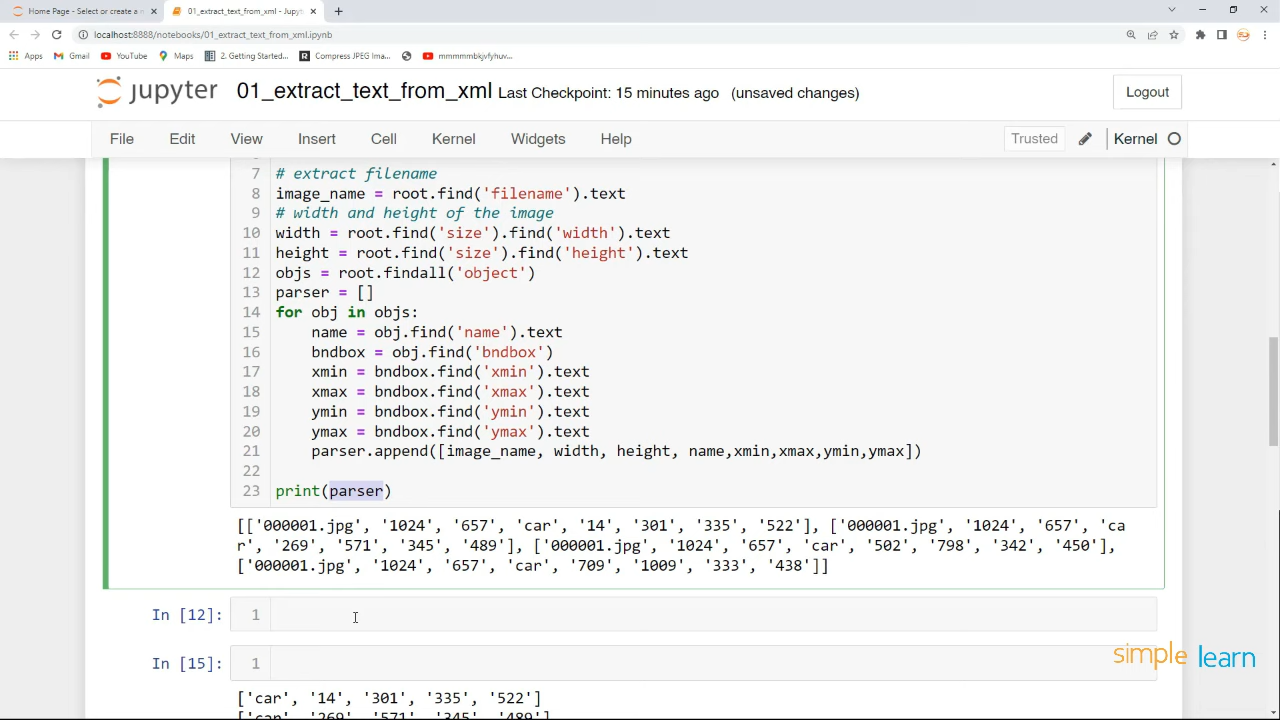 Home Page - Select or create a n
01_extract_text_from_xml - Jupy
localhost:8888/notebooks/01_extract_text_from_xml.ipynb
Apps Gmail YouTube Maps 2. Getting Started... Compress JPEG Ima... mmmmmbkjvfyhuv...
jupyter 01_extract_text_from_xml Last Checkpoint: 15 minutes ago (unsaved changes) Logout
File Edit View Insert Cell Kernel Widgets Help Trusted Kernel
7 # extract filename
8 image_name = root.find('filename').text
9 # width and height of the image
10 width = root.find('size').find('width').text
11 height = root.find('size').find('height').text
12 objs = root.findall('object')
13 parser = []
14 for obj in objs:
15 name = obj.find('name').text
16 bndbox = obj.find('bndbox')
17 xmin = bndbox.find('xmin').text
18 xmax = bndbox.find('xmax').text
19 ymin = bndbox.find('ymin').text
20 ymax = bndbox.find('ymax').text
21 parser.append([image_name, width, height, name,xmin,xmax,ymin,ymax])
22
23 print(parser)
[['000001.jpg', '1024', '657', 'car', '14', '301', '335', '522'], ['000001.jpg', '1024', '657', 'ca
r', '269', '571', '345', '489'], ['000001.jpg', '1024', '657', 'car', '502', '798', '342', '450'],
['000001.jpg', '1024', '657', 'car', '709', '1009', '333', '438']]
In [12]: 1
In [15]: 1
simplelearn
['car', '14', '301', '335', '522']
['car', '269', '571', '345', '489']